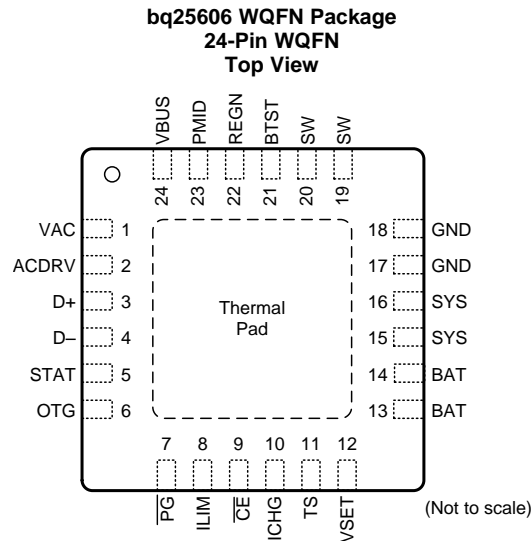 bq25606 WQFN Package
24-Pin WQFN
Top View
VBUS
PMID
REGN
BTST
SW
SW
24
23
22
21
20
19
VAC 1
ACDRV 2
D+ 3
D– 4
STAT 5
OTG 6
18 GND
17 GND
16 SYS
15 SYS
14 BAT
13 BAT
Thermal
Pad
7
8
9
10
11
12
PG
ILIM
CE
ICHG
TS
VSET
(Not to scale)